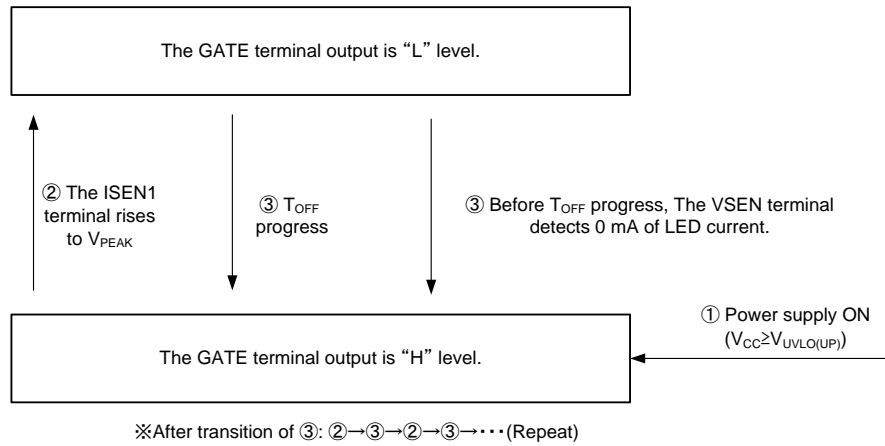 The GATE terminal output is “L” level.
② The ISEN1
terminal rises
to VPEAK
③ TOFF
progress
③ Before TOFF progress, The VSEN terminal
detects 0 mA of LED current.
① Power supply ON
(VCC≥VUVLO(UP))
The GATE terminal output is “H” level.
※After transition of ③: ②→③→②→③→･･･(Repeat)